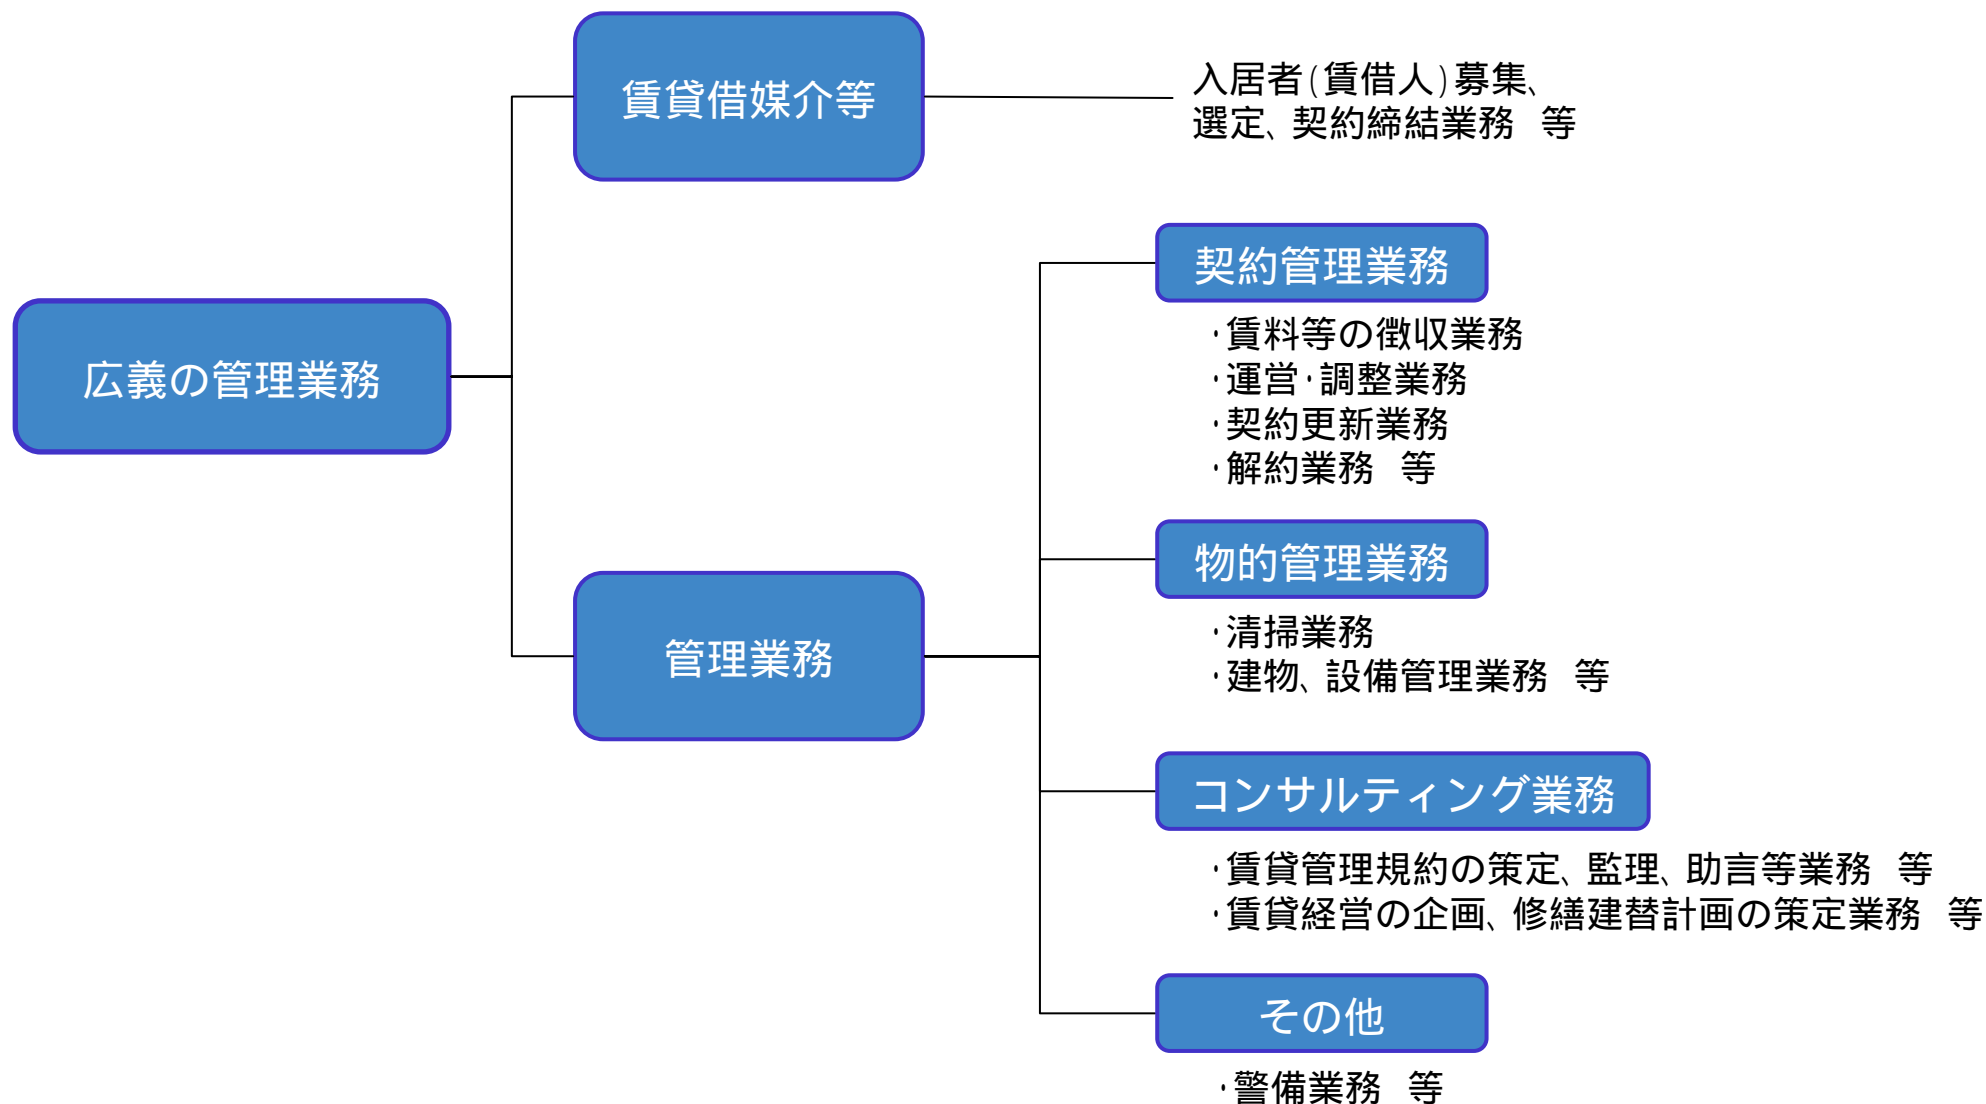 賃貸借媒介等
入居者(賃借人)募集、
選定、契約締結業務 等
広義の管理業務
管理業務
契約管理業務
・賃料等の徴収業務
・運営・調整業務
・契約更新業務
・解約業務 等
物的管理業務
・清掃業務
・建物、設備管理業務 等
コンサルティング業務
・賃貸管理規約の策定、監理、助言等業務 等
・賃貸経営の企画、修繕建替計画の策定業務 等
その他
・警備業務 等